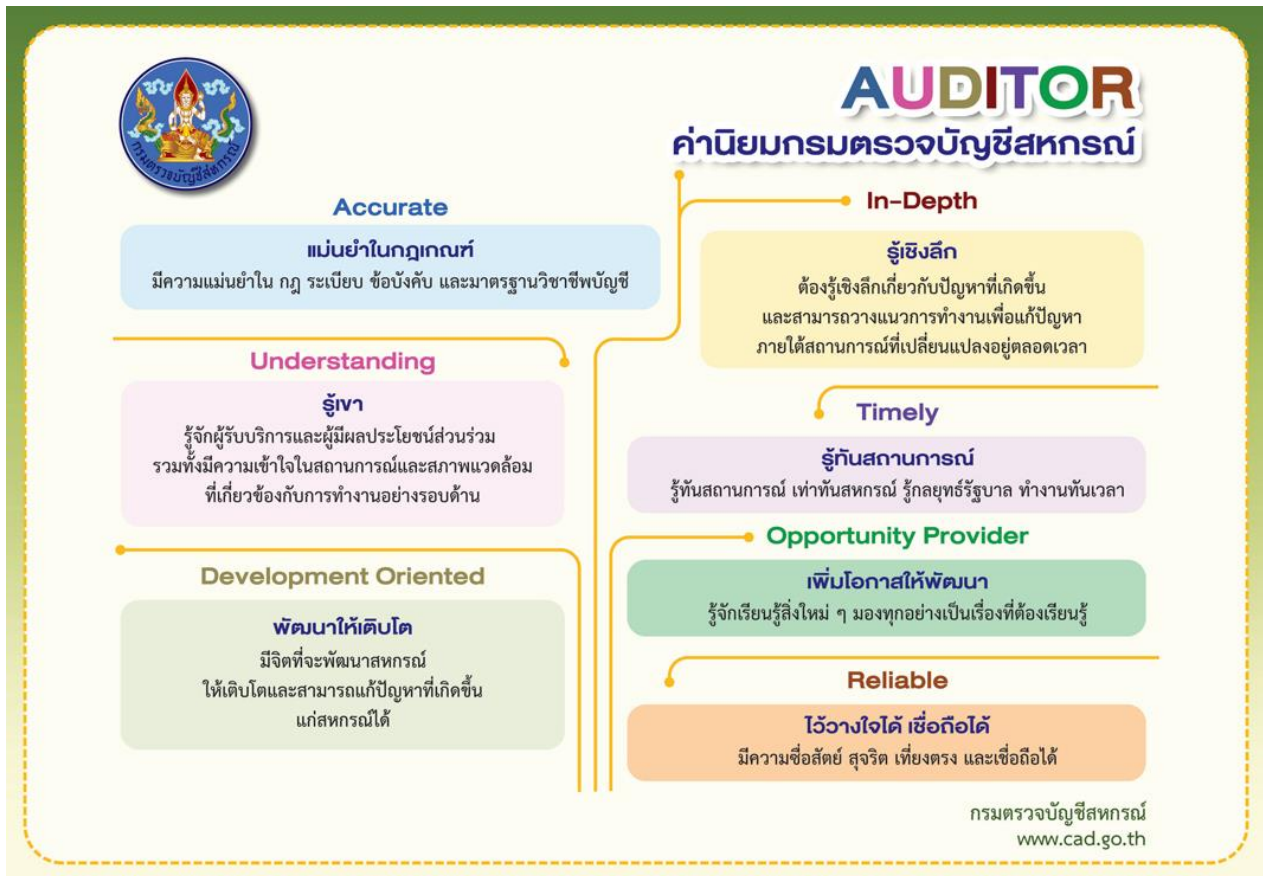 กรมตรวจบัญชีสหกรณ์
AUDITOR
ค่านิยมกรมตรวจบัญชีสหกรณ์
Accurate
แม่นยำในกฎเกณฑ์
มีความแม่นยำใน กฎ ระเบียบ ข้อบังคับ และมาตรฐานวิชาชีพบัญชี
Understanding
รู้เขา
รู้จักผู้รับบริการและผู้มีผลประโยชน์ส่วนร่วม
รวมทั้งมีความเข้าใจในสถานการณ์และสภาพแวดล้อม
ที่เกี่ยวข้องกับการทำงานอย่างรอบด้าน
Development Oriented
พัฒนาให้เติบโต
มีจิตที่จะพัฒนาสหกรณ์
ให้เติบโตและสามารถแก้ปัญหาที่เกิดขึ้น
แก่สหกรณ์ได้
In-Depth
รู้เชิงลึก
ต้องรู้เชิงลึกเกี่ยวกับปัญหาที่เกิดขึ้น
และสามารถวางแนวการทำงานเพื่อแก้ปัญหา
ภายใต้สถานการณ์ที่เปลี่ยนแปลงอยู่ตลอดเวลา
Timely
รู้ทันสถานการณ์
รู้ทันสถานการณ์ เท่าทันสหกรณ์ รู้กลยุทธ์รัฐบาล ทำงานทันเวลา
Opportunity Provider
เพิ่มโอกาสให้พัฒนา
รู้จักเรียนรู้สิ่งใหม่ ๆ มองทุกอย่างเป็นเรื่องที่ต้องเรียนรู้
Reliable
ไว้วางใจได้ เชื่อถือได้
มีความซื่อสัตย์ สุจริต เที่ยงตรง และเชื่อถือได้
กรมตรวจบัญชีสหกรณ์
www.cad.go.th